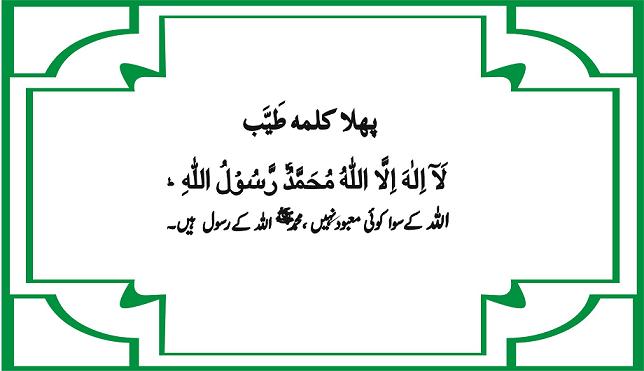 پہلا کلمہ طَیَّب
لَآ اِلٰهَ اِلَّا اللّٰهُ مُحَمَّدٌ رَّسُوْلُ اللّٰهِ ؕ
اللہ کے سوا کوئی معبود نہیں ، محمد ﷺ اللہ کے رسول ہیں۔